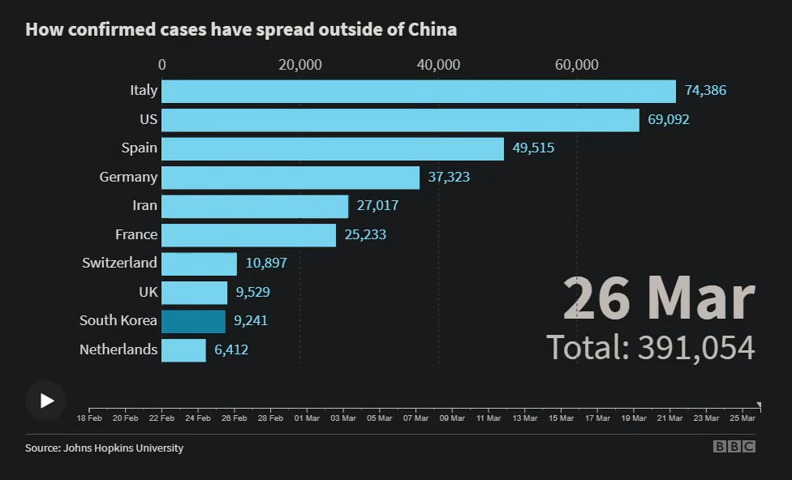 How confirmed cases have spread outside of China
0 20,000 40,000 60,000
Italy 74,386
US 69,092
Spain 49,515
Germany 37,323
Iran 27,017
France 25,233
Switzerland 10,897
UK 9,529
South Korea 9,241
Netherlands 6,412
26 Mar
Total: 391,054
18 Feb 20 Feb 22 Feb 24 Feb 26 Feb 28 Feb 01 Mar 03 Mar 05 Mar 07 Mar 09 Mar 11 Mar 13 Mar 15 Mar 17 Mar 19 Mar 21 Mar 23 Mar 25 Mar
Source: Johns Hopkins University
BBC